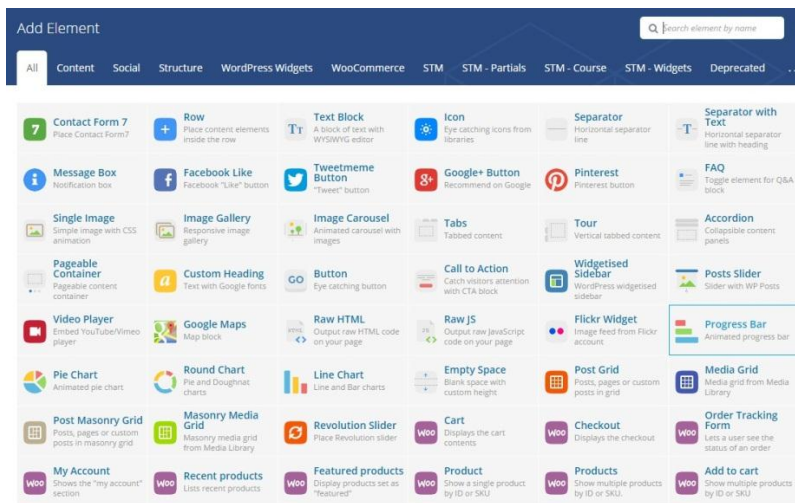 Add Element
Search element by name
All Content Social Structure WordPress Widgets WooCommerce STM STM - Partials STM - Course STM - Widgets Deprecated ...
7 Contact Form 7
Place Contact Form7
Row
Place content elements
inside the row
TT Text Block
A block of text with
WYSIWYG editor
Icon
Eye catching icons from
libraries
Separator
Horizontal separator
line
-T- Separator with
Text
Horizontal separator
line with heading
Message Box
Notification box
f Facebook Like
Facebook "Like" button
Tweetmeme
Button
"Tweet" button
8+ Google+ Button
Recommend on Google
Pinterest
Pinterest button
FAQ
Toggle element for Q&A
block
Single Image
Simple image with CSS
animation
Image Gallery
Responsive image
gallery
Image Carousel
Animated carousel with
images
Tabs
Tabbed content
Tour
Vertical tabbed content
Accordion
Collapsible content
panels
Pageable
Container
Pageable content
container
a Custom Heading
Text with Google fonts
GO Button
Eye catching button
Call to Action
Catch visitors attention
with CTA block
Widgetised
Sidebar
WordPress widgetised
sidebar
Posts Slider
Slider with WP Posts
Video Player
Embed YouTube/Vimeo
player
Google Maps
Map block
HTML Raw HTML
Output raw HTML code
on your page
JS Raw JS
Output raw JavaScript
code on your page
Flickr Widget
Image feed from Flickr
account
Progress Bar
Animated progress bar
Pie Chart
Animated pie chart
Round Chart
Pie and Doughnat
charts
Line Chart
Line and Bar charts
Empty Space
Blank space with
custom height
Post Grid
Posts, pages or custom
posts in grid
Media Grid
Media grid from Media
Library
Post Masonry Grid
Posts, pages or custom
posts in masonry grid
Masonry Media
Grid
Masonry media grid
from Media Library
Revolution Slider
Place Revolution slider
Woo Cart
Displays the cart
contents
Woo Checkout
Displays the checkout
Woo Order Tracking
Form
Lets a user see the
status of an order
Woo My Account
Shows the "my account"
section
Woo Recent products
Lists recent products
Woo Featured products
Display products set as
"featured"
Woo Product
Show a single product
by ID or SKU
Woo Products
Show multiple products
by ID or SKU.
Woo Add to cart
Show multiple products
by ID or SKU